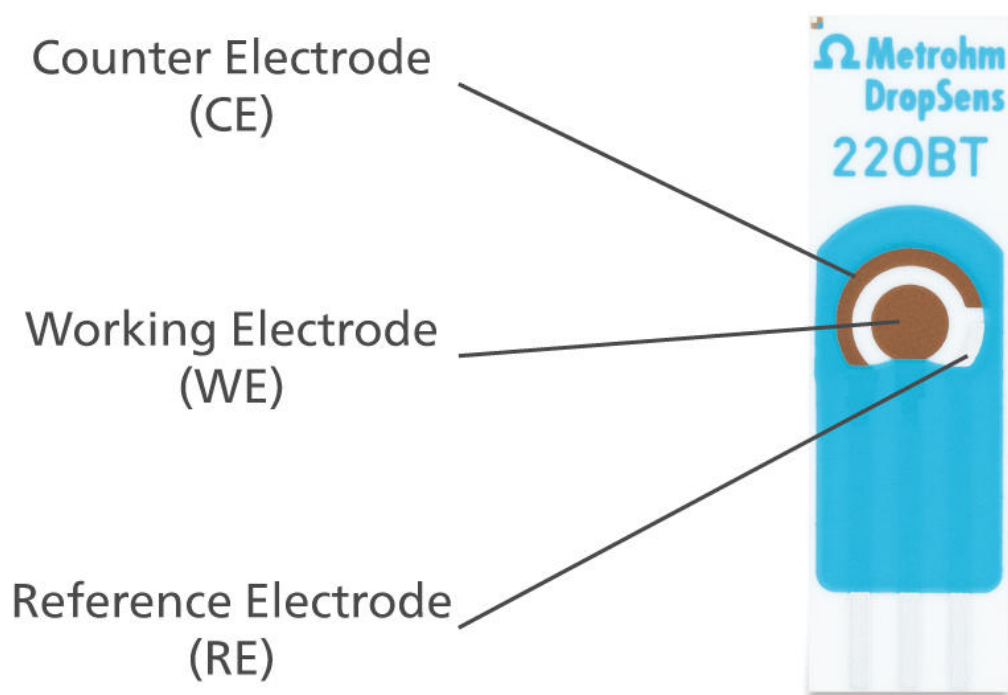 Counter Electrode
(CE)
Ω Metrohm
DropSens
220BT
Working Electrode
(WE)
Reference Electrode
(RE)